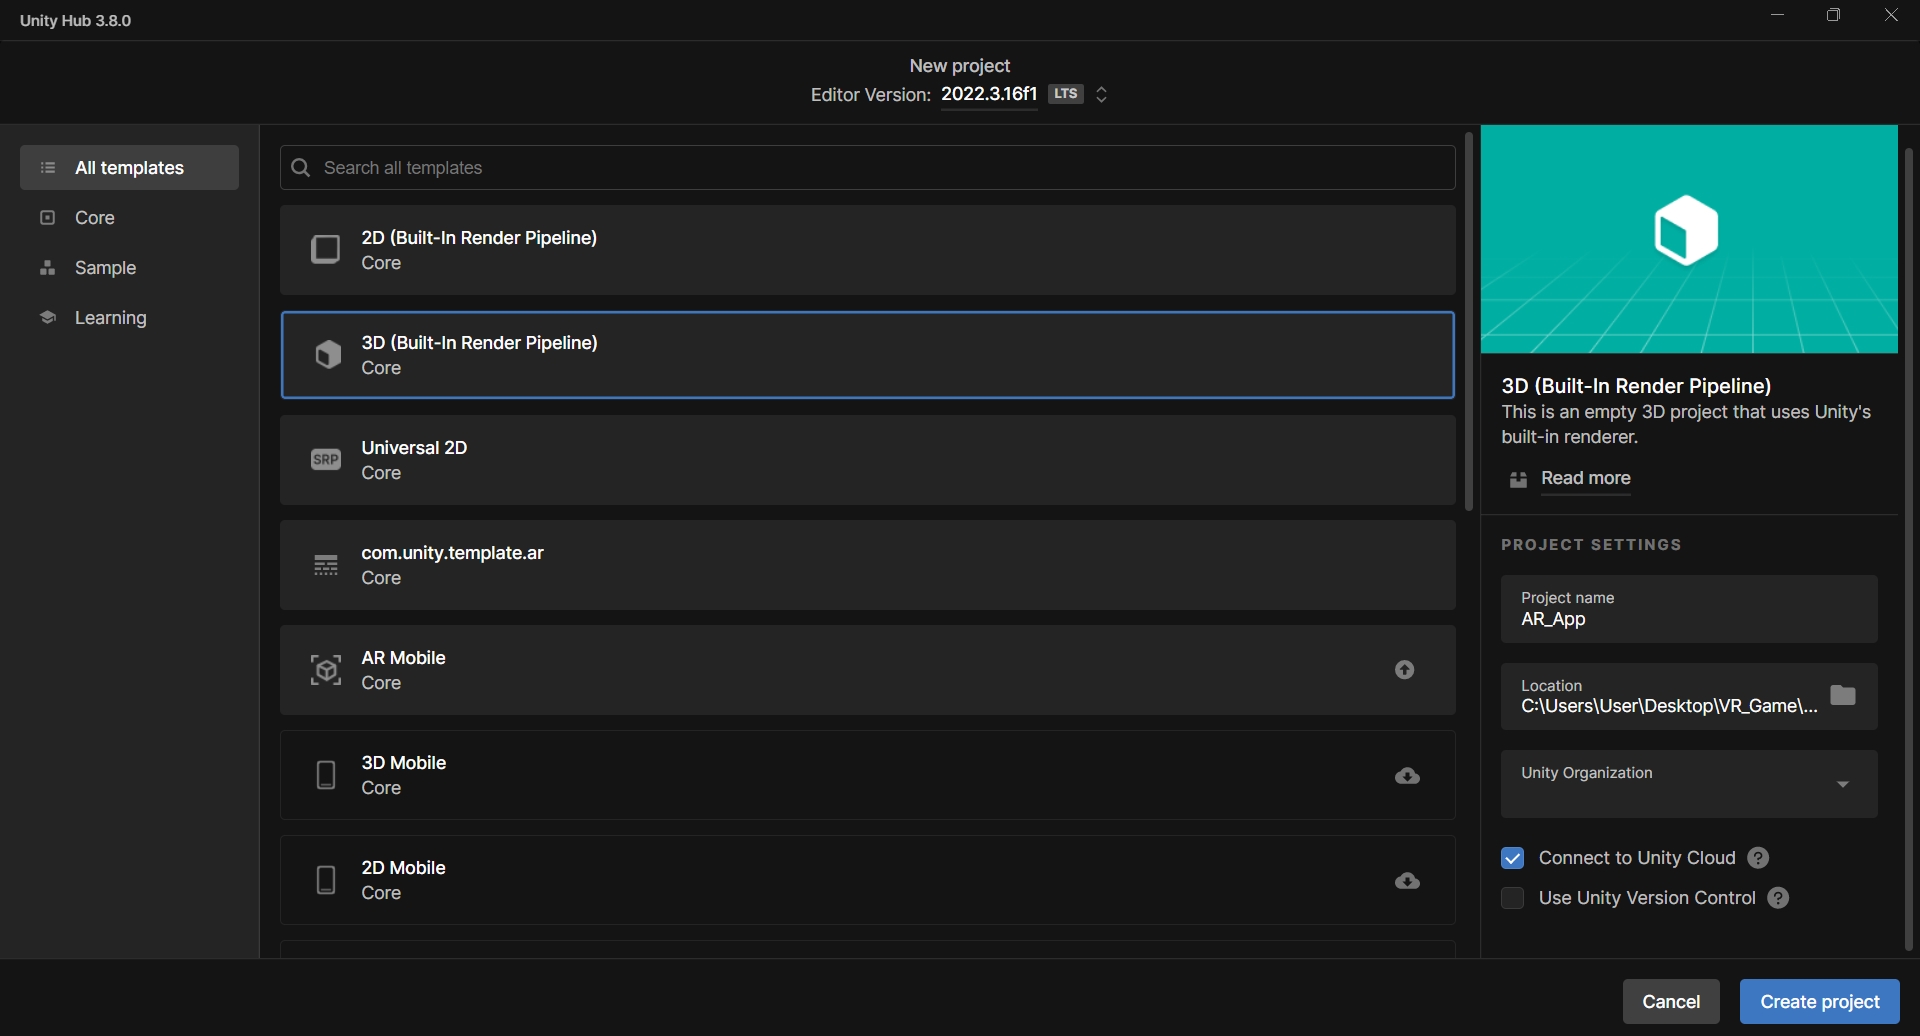 Unity Hub 3.8.0
New project
Editor Version: 2022.3.16f1 LTS
All templates
Core
Sample
Learning
Search all templates
2D (Built-In Render Pipeline)
Core
3D (Built-In Render Pipeline)
Core
SRP
Universal 2D
Core
com.unity.template.ar
Core
AR Mobile
Core
3D Mobile
Core
2D Mobile
Core
3D (Built-In Render Pipeline)
This is an empty 3D project that uses Unity's
built-in renderer.
Read more
PROJECT SETTINGS
Project name
AR_App
Location
C:\Users\User\Desktop\VR_Game\...
Unity Organization
Connect to Unity Cloud ?
Use Unity Version Control ?
Cancel
Create project